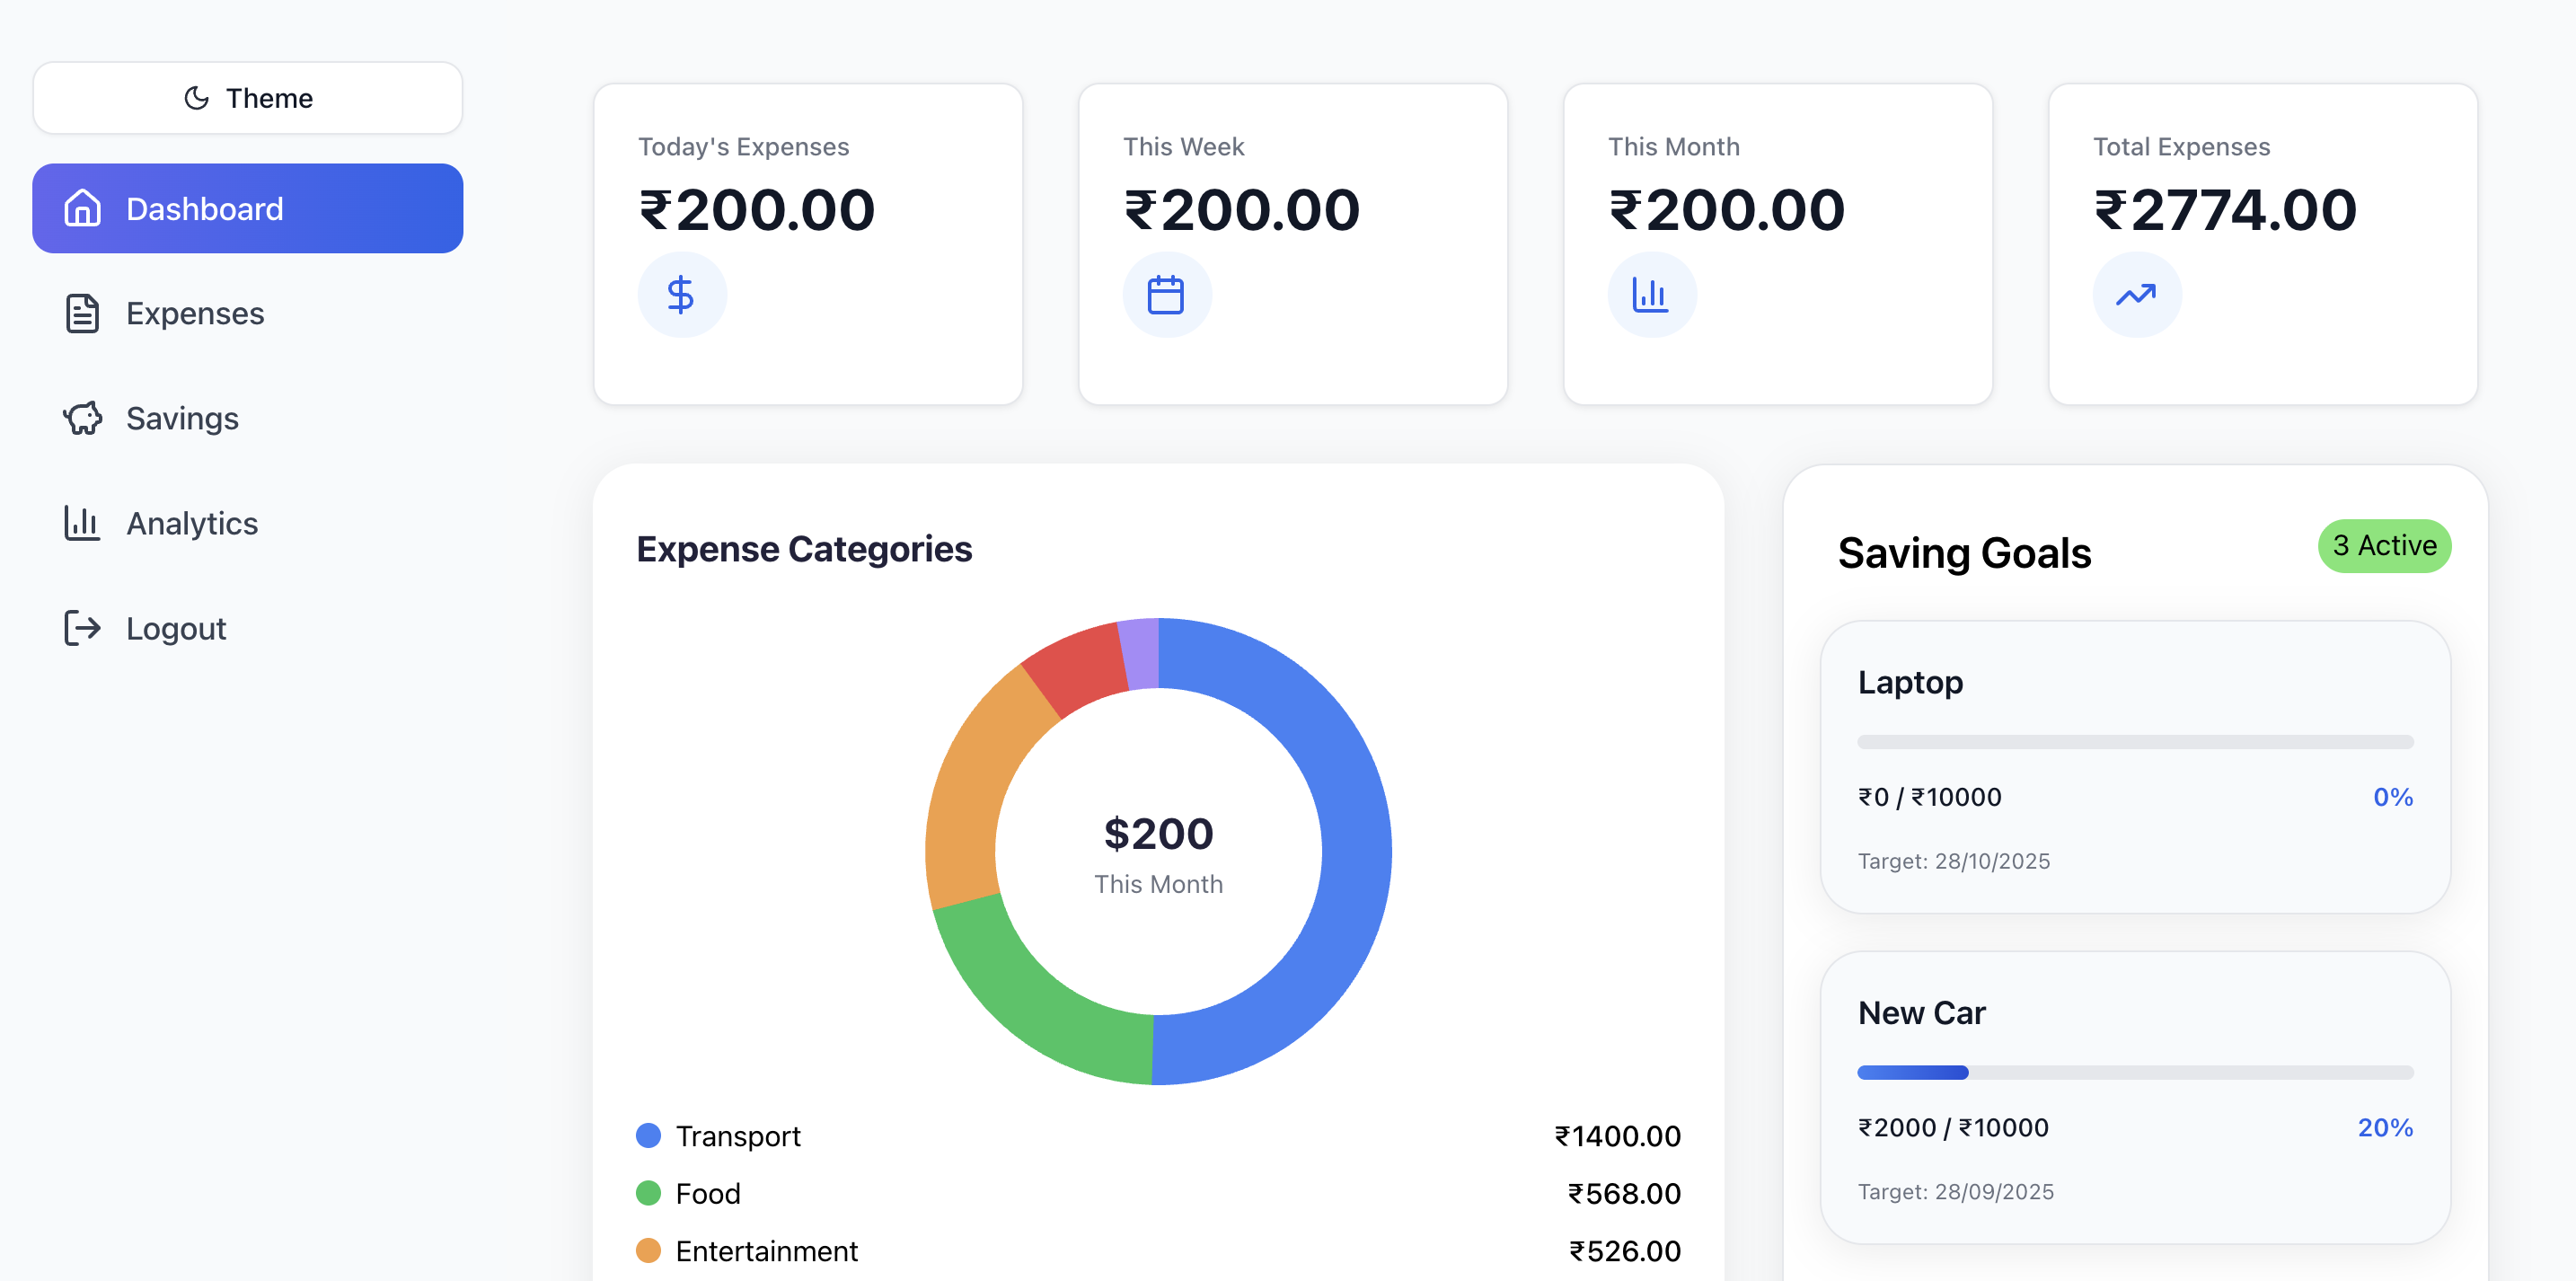 Theme
Dashboard
Expenses
Savings
Analytics
Logout
Today's Expenses
₹200.00
This Week
₹200.00
This Month
₹200.00
Total Expenses
₹2774.00
Expense Categories
$200
This Month
Transport ₹1400.00
Food ₹568.00
Entertainment ₹526.00
Saving Goals
3 Active
Laptop
₹0 / ₹10000 0%
Target: 28/10/2025
New Car
₹2000 / ₹10000 20%
Target: 28/09/2025